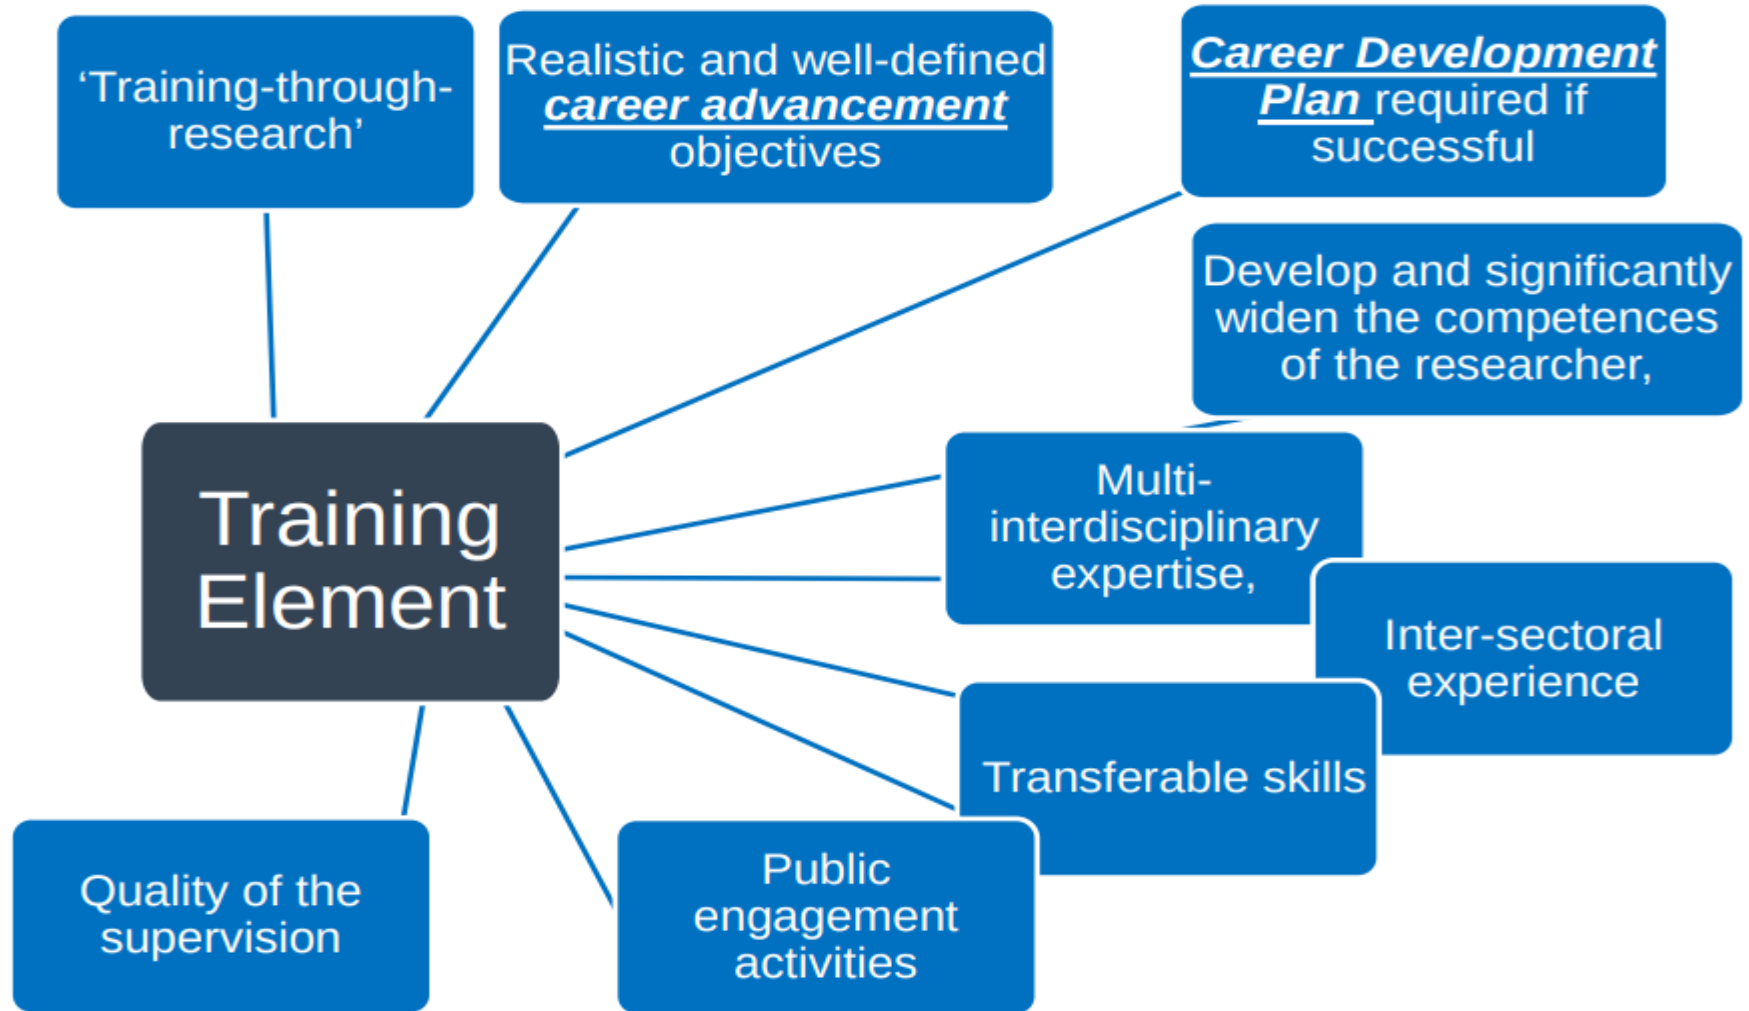 ‘Training-through-
research’
Realistic and well-defined
career advancement
objectives
Career Development
Plan required if
successful
Develop and significantly
widen the competences
of the researcher,
Multi-
interdisciplinary
expertise,
Inter-sectoral
experience
Training
Element
Transferable skills
Public
engagement
activities
Quality of the
supervision